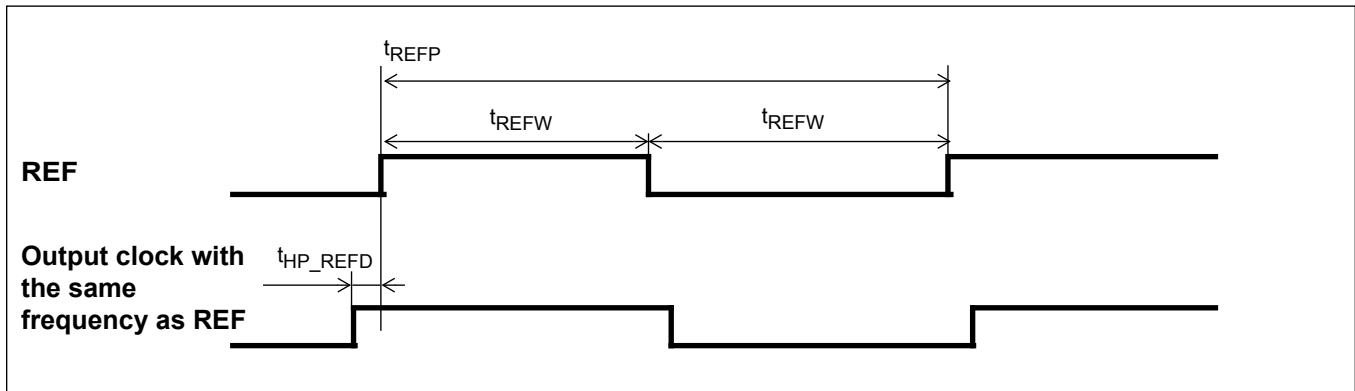 tREFP
tREFW
tREFW
REF
Output clock with
the same
frequency as REF
tHP_REFD